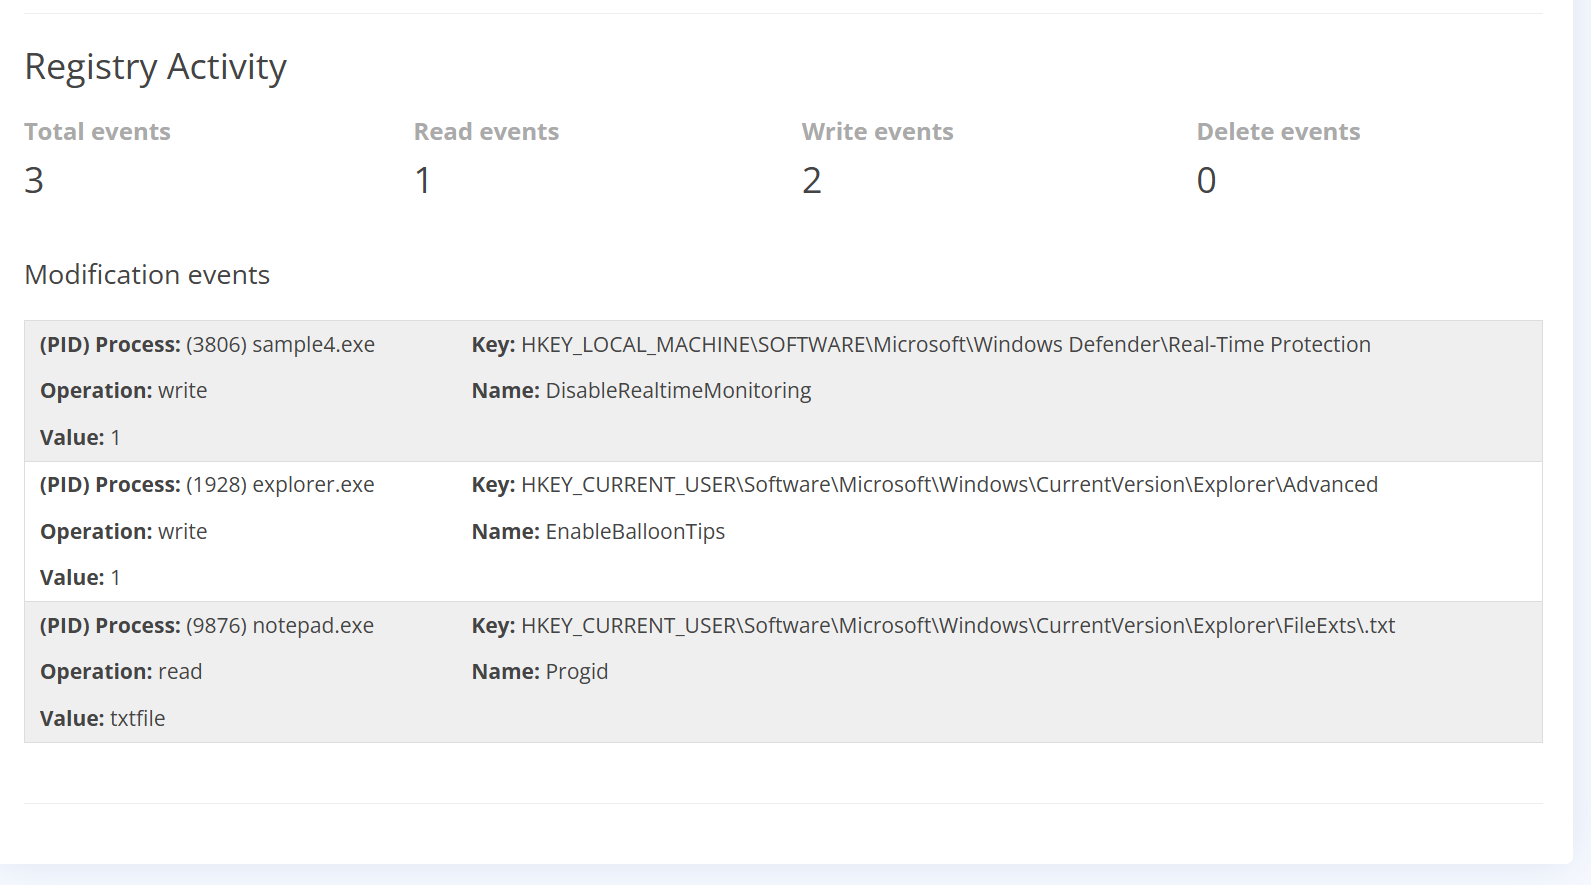 Registry Activity
Total events Read events Write events Delete events
3 1 2 0
Modification events
(PID) Process: (3806) sample4.exe Key: HKEY_LOCAL_MACHINE\SOFTWARE\Microsoft\Windows Defender\Real-Time Protection
Operation: write Name: DisableRealtimeMonitoring
Value: 1
(PID) Process: (1928) explorer.exe Key: HKEY_CURRENT_USER\Software\Microsoft\Windows\CurrentVersion\Explorer\Advanced
Operation: write Name: EnableBalloonTips
Value: 1
(PID) Process: (9876) notepad.exe Key: HKEY_CURRENT_USER\Software\Microsoft\Windows\CurrentVersion\Explorer\FileExts\.txt
Operation: read Name: Progid
Value: txtfile